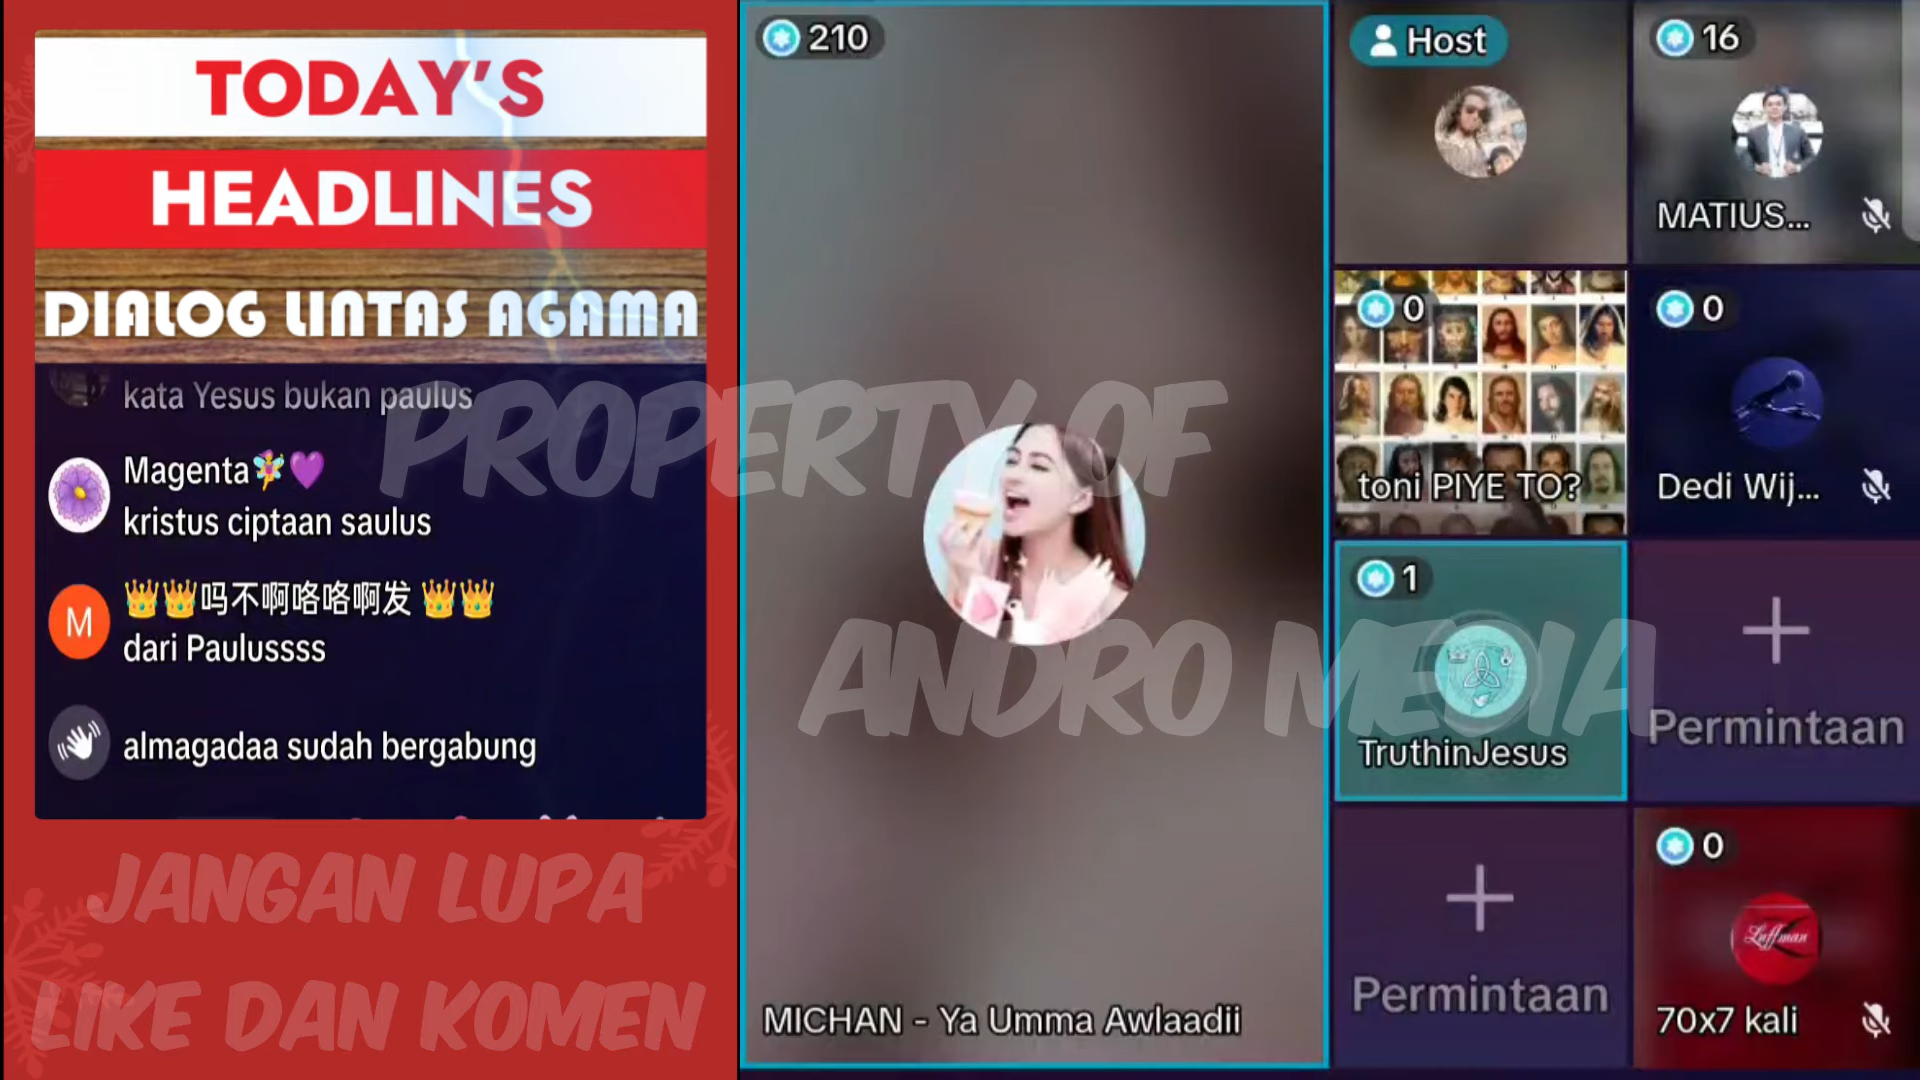 TODAY'S
HEADLINES
DIALOG LINTAS AGAMA
kata Yesus bukan paulus
Magenta🧚💜
kristus ciptaan saulus
M
👑👑吗不啊咯咯啊发 👑👑
dari Paulussss
almagadaa sudah bergabung
JANGAN LUPA
LIKE DAN KOMEN
PROPERTY OF
ANDRO MEDIA
210
MICHAN - Ya Umma Awlaadii
Host
16
MATIUS...
0
toni PIYE TO?
0
Dedi Wij...
1
TruthinJesus
Permintaan
Permintaan
0
Luffman
70x7 kali